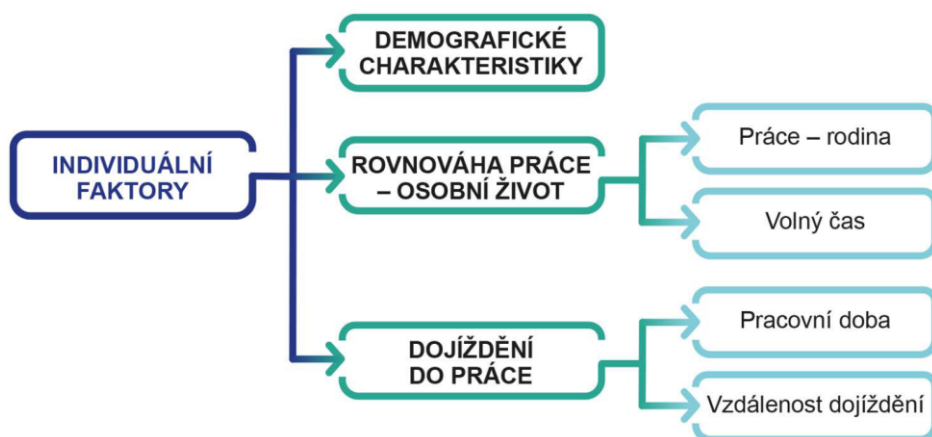 INDIVIDUÁLNÍ
FAKTORY
DEMOGRAFICKÉ
CHARAKTERISTIKY
ROVNOVÁHA PRÁCE
– OSOBNÍ ŽIVOT
Práce – rodina
Volný čas
DOJÍŽDĚNÍ
DO PRÁCE
Pracovní doba
Vzdálenost dojíždění